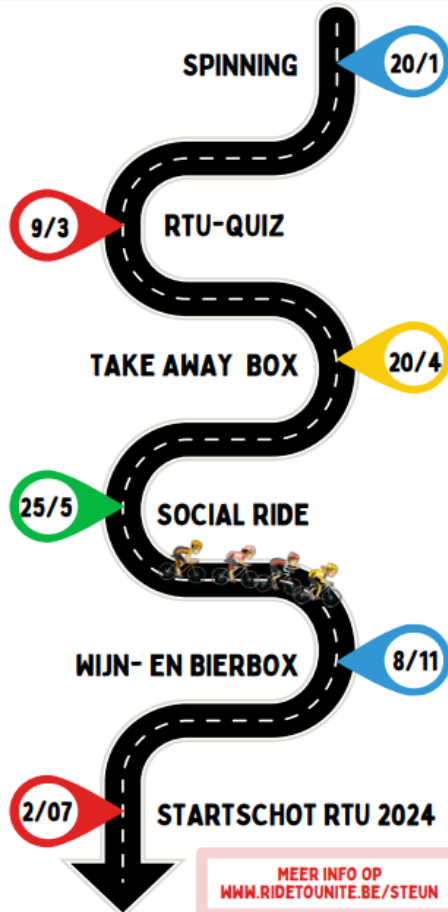 SPINNING
20/1
9/3
RTU-QUIZ
TAKE AWAY BOX
20/4
25/5
SOCIAL RIDE
WIJN- EN BIERBOX
8/11
2/07
STARTSCHOT RTU 2024
MEER INFO OP
WWW.RIDETOUNITE.BE/STEUN